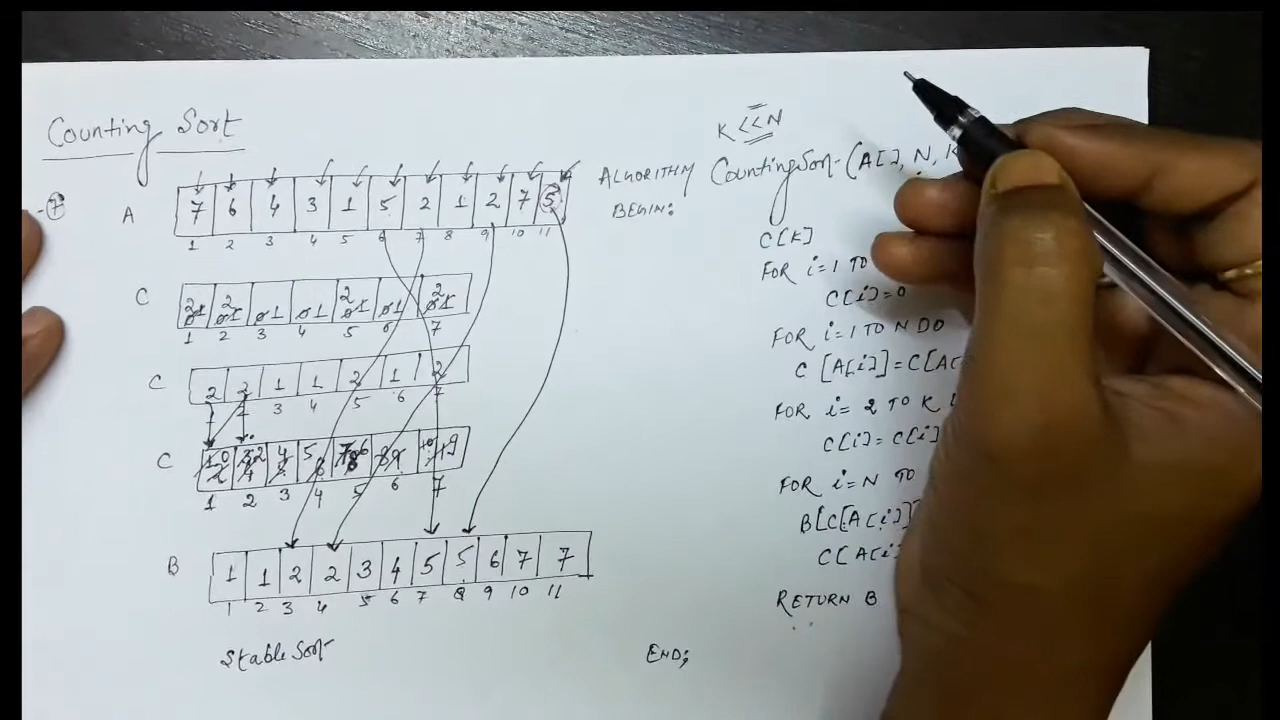 Counting Sort
K<<N
ALGORITHM CountingSort (A[], N, K
BEGIN:
-7
A 7 6 4 3 1 5 2 1 2 7 5
1 2 3 4 5 6 7 8 9 10 11
C[K]
FOR i=1 TO
C[i]=0
C
1 2 3 5 6 7
FOR i=1 TO N DO
C [A[i]]=C[A
C 2 2 1 1 2 1 2
3 4 5 6 7
FOR i= 2 TO K
C[i]=C[i]
C
1 2 3 4 5 6 7
FOR i=N TO
B[C[A[i]]
C[A[i]
B 1 1 2 2 3 4 5 5 6 7 7
1 2 3 4 5 6 7 8 9 10 11
RETURN B
Stable Sort
END;